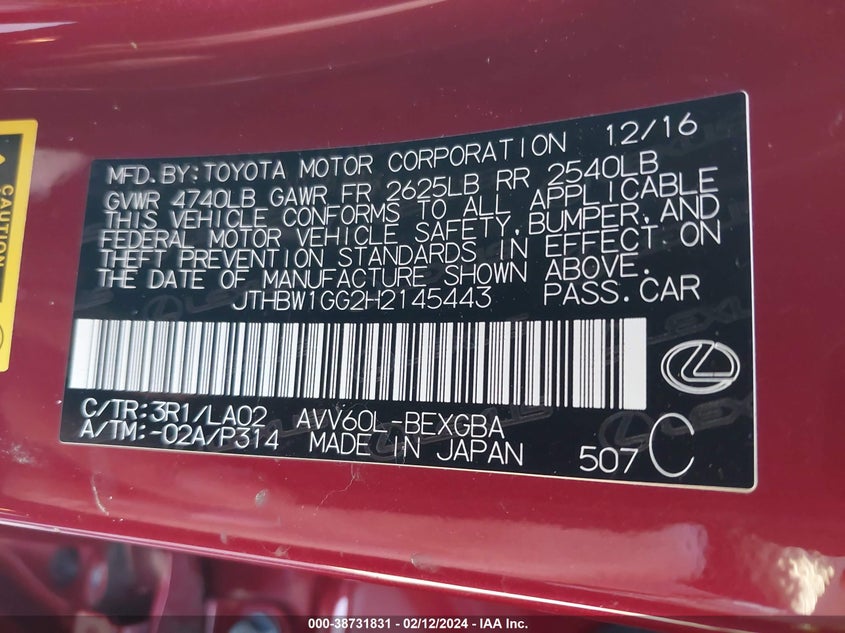 CAUTION
12/16
MFD.BY:TOYOTA MOTOR CORPORATION
GVWR 4740LB GAWR FR 2625LB RR 2540LB
THIS VEHICLE CONFORMS TO ALL APPLICABLE
FEDERAL MOTOR VEHICLE SAFETY,BUMPER,AND
THEFT PREVENTION STANDARDS IN EFFECT ON
THE DATE OF MANUFACTURE SHOWN ABOVE.
JTHBW1GG2H2145443 PASS.CAR
C/TR:3R1/LA02 AVV60L-BEXGBA
A/TM:-02A/P314 MADE IN JAPAN
507 C
000-38731831 - 02/12/2024 - IAA Inc.